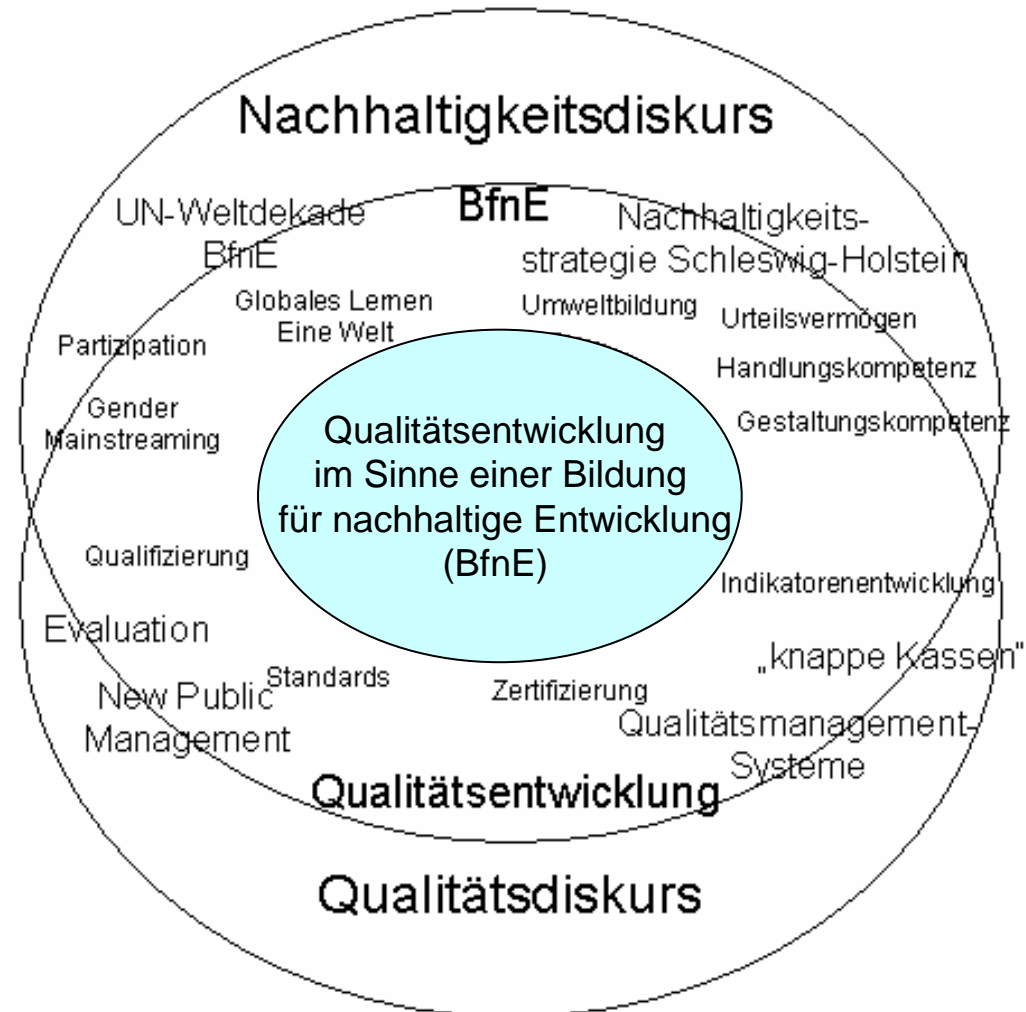 Nachhaltigkeitsdiskurs
BfnE
UN-Weltdekade
BfnE
Nachhaltigkeits-
strategie Schleswig-Holstein
Globales Lernen
Eine Welt
Umweltbildung
Urteilsvermögen
Partizipation
Handlungskompetenz
Gender
Mainstreaming
Gestaltungskompetenz
Qualitätsentwicklung
im Sinne einer Bildung
für nachhaltige Entwicklung
(BfnE)
Qualifizierung
Indikatorenentwicklung
Evaluation
„knappe Kassen"
Standards
Zertifizierung
New Public
Management
Qualitätsmanagement-
Systeme
Qualitätsentwicklung
Qualitätsdiskurs